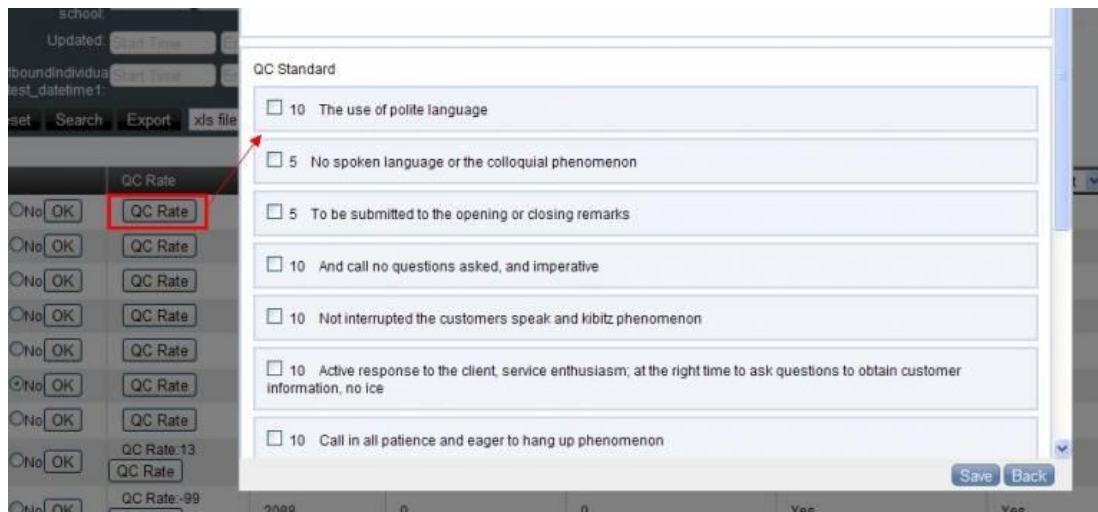 school:
Updated: Start Time
tboundIndividua Start Time
test_datetime1:
set Search Export xls file
QC Rate
No OK QC Rate
No OK QC Rate
No OK QC Rate
No OK QC Rate
No OK QC Rate
No OK QC Rate
No OK QC Rate
QC Rate:13
No OK QC Rate
QC Rate:-99
No OK
2088 0 0 Yes Yes
QC Standard
10 The use of polite language
5 No spoken language or the colloquial phenomenon
5 To be submitted to the opening or closing remarks
10 And call no questions asked, and imperative
10 Not interrupted the customers speak and kibitz phenomenon
10 Active response to the client, service enthusiasm; at the right time to ask questions to obtain customer
information, no ice
10 Call in all patience and eager to hang up phenomenon
Save Back